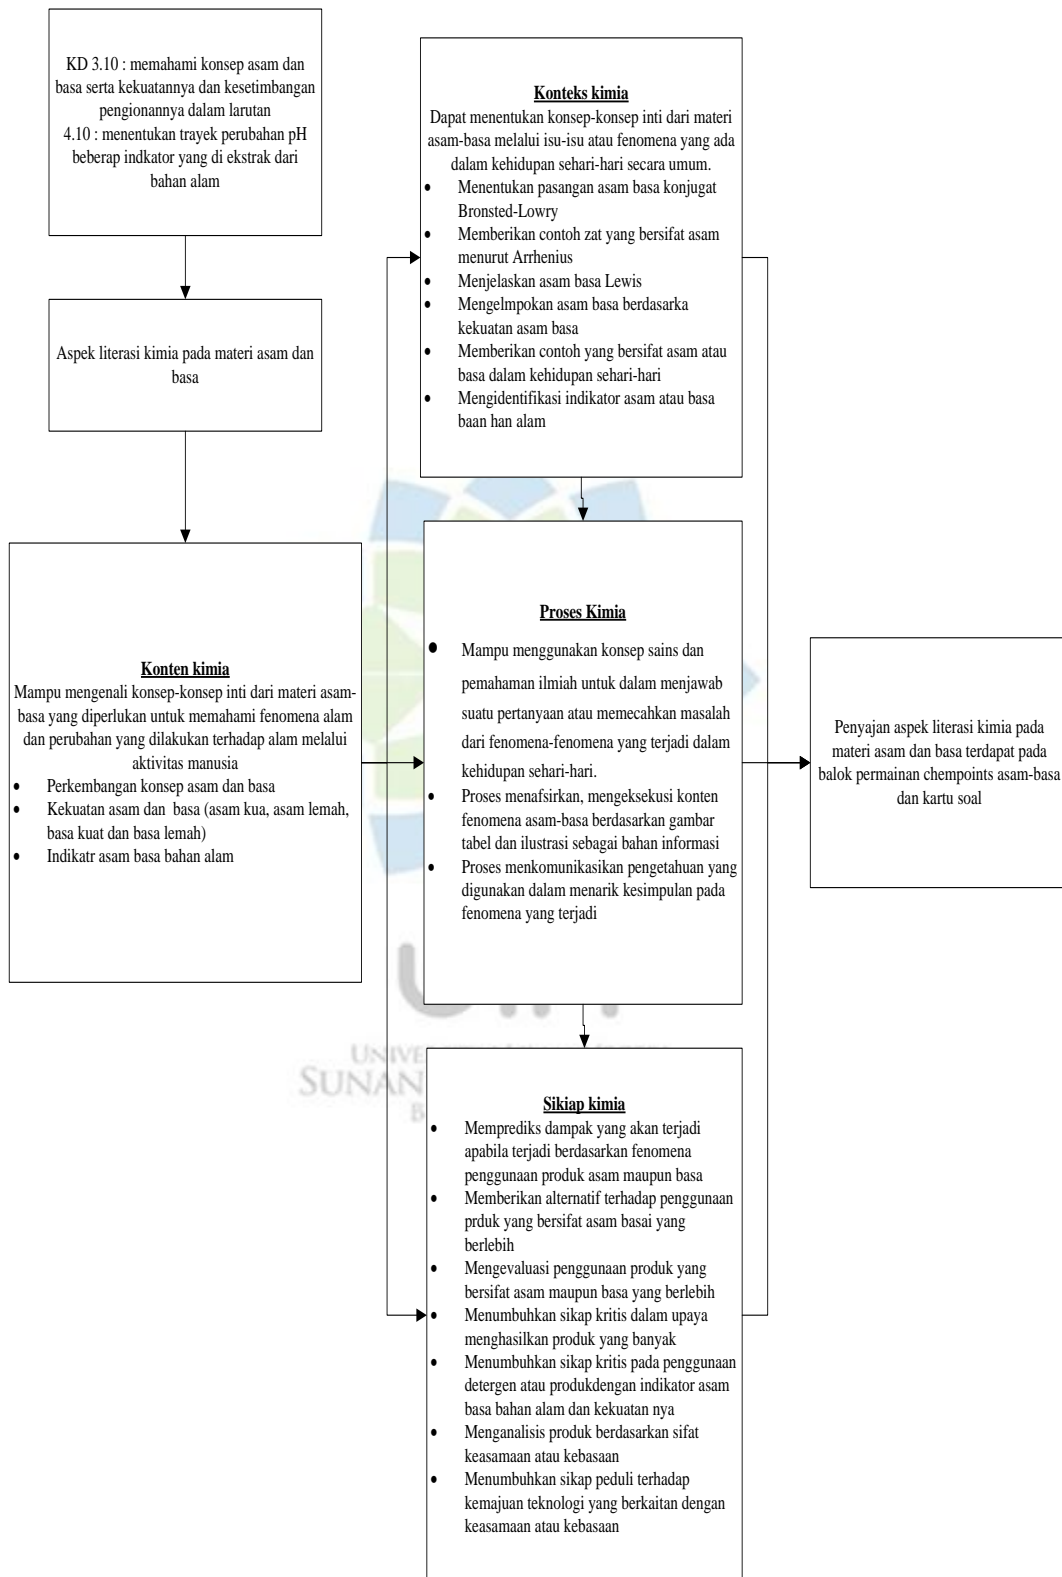 KD 3.10 : memahami konsep asam dan
basa serta kekuatannya dan kesetimbangan
pengionannya dalam larutan
4.10 : menentukan trayek perubahan pH
beberap indkator yang di ekstrak dari
bahan alam
Aspek literasi kimia pada materi asam dan
basa
Konten kimia
Mampu mengenali konsep-konsep inti dari materi asam-
basa yang diperlukan untuk memahami fenomena alam
dan perubahan yang dilakukan terhadap alam melalui
aktivitas manusia
• Perkembangan konsep asam dan basa
• Kekuatan asam dan basa (asam kua, asam lemah,
basa kuat dan basa lemah)
• Indikatr asam basa bahan alam
Konteks kimia
Dapat menentukan konsep-konsep inti dari materi
asam-basa melalui isu-isu atau fenomena yang ada
dalam kehidupan sehari-hari secara umum.
• Menentukan pasangan asam basa konjugat
Bronsted-Lowry
• Memberikan contoh zat yang bersifat asam
menurut Arrhenius
• Menjelaskan asam basa Lewis
• Mengelmpokan asam basa berdasarka
kekuatan asam basa
• Memberikan contoh yang bersifat asam atau
basa dalam kehidupan sehari-hari
• Mengidentifikasi indikator asam atau basa
baan han alam
Proses Kimia
• Mampu menggunakan konsep sains dan
pemahaman ilmiah untuk dalam menjawab
suatu pertanyaan atau memecahkan masalah
dari fenomena-fenomena yang terjadi dalam
kehidupan sehari-hari.
• Proses menafsirkan, mengeksekusi konten
fenomena asam-basa berdasarkan gambar
tabel dan ilustrasi sebagai bahan informasi
• Proses menkomunikasikan pengetahuan yang
digunakan dalam menarik kesimpulan pada
fenomena yang terjadi
Sikiap kimia
• Memprediks dampak yang akan terjadi
apabila terjadi berdasarkan fenomena
penggunaan produk asam maupun basa
• Memberikan alternatif terhadap penggunaan
prduk yang bersifat asam basai yang
berlebih
• Mengevaluasi penggunaan produk yang
bersifat asam maupun basa yang berlebih
• Menumbuhkan sikap kritis dalam upaya
menghasilkan produk yang banyak
• Menumbuhkan sikap kritis pada penggunaan
detergen atau produkdengan indikator asam
basa bahan alam dan kekuatan nya
• Menganalisis produk berdasarkan sifat
keasamaan atau kebasaan
• Menumbuhkan sikap peduli terhadap
kemajuan teknologi yang berkaitan dengan
keasamaan atau kebasaan
Penyajan aspek literasi kimia pada
materi asam dan basa terdapat pada
balok permainan chempoints asam-basa
dan kartu soal
SUNAN